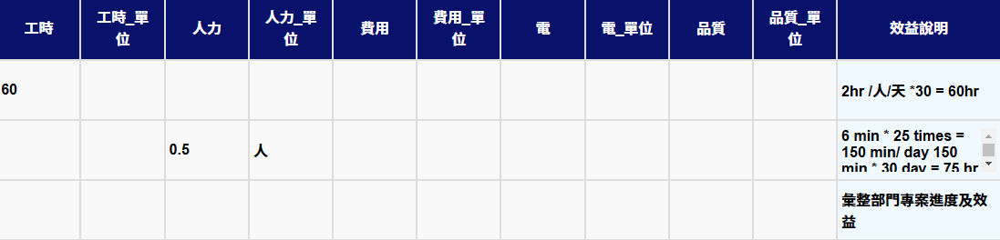 工時 工時_單位 人力 人力_單位 費用 費用_單位 電 電_單位 品質 品質_單位 效益說明
60 2hr /人/天 *30 = 60hr
0.5 人 6 min * 25 times =
150 min/ day 150
min * 30 day = 75 hr
彙整部門專案進度及效
益